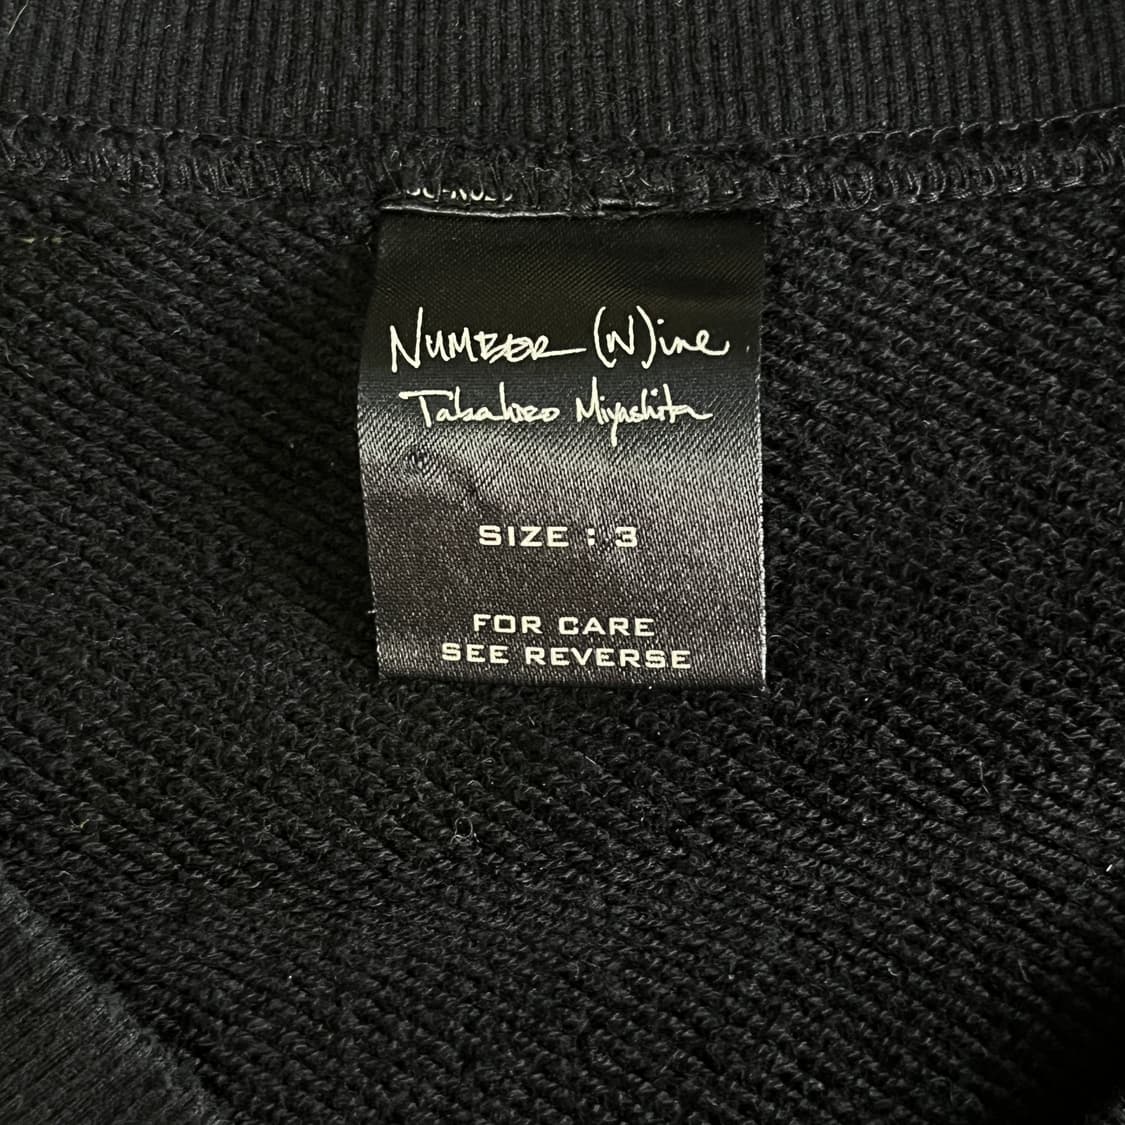 NUMBER (N)ine
Takahiro Miyashita
SIZE : 3
FOR CARE
SEE REVERSE